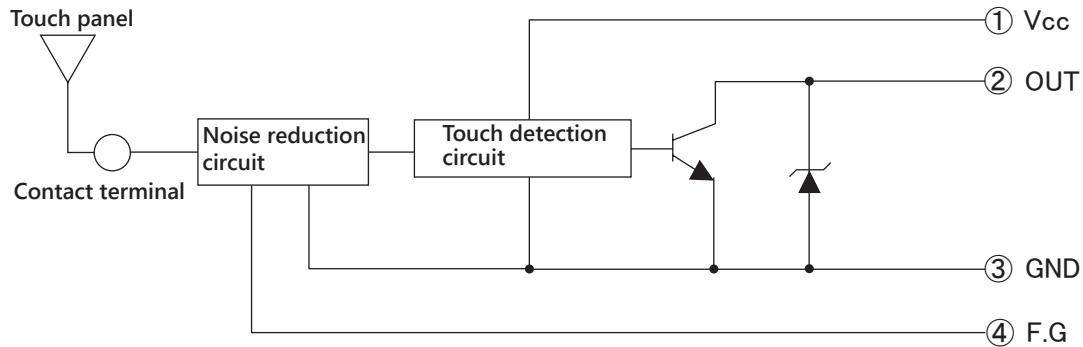 Touch panel
① Vcc
② OUT
Noise reduction
circuit
Touch detection
circuit
Contact terminal
③ GND
④ F.G